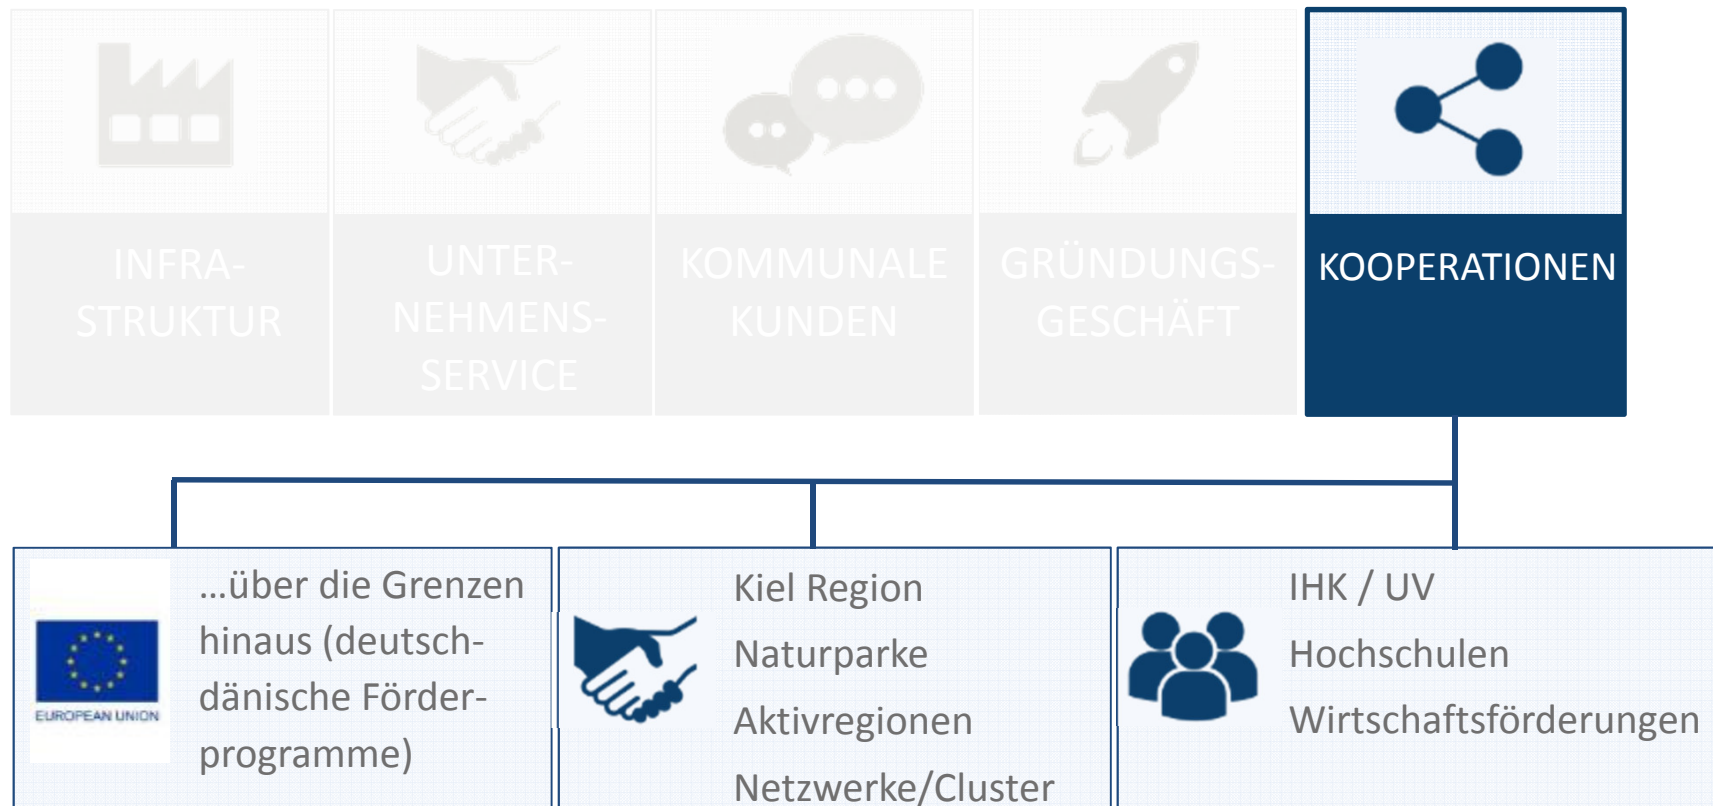 INFRA-
STRUKTUR
UNTER-
NEHMENS-
SERVICE
KOMMUNALE
KUNDEN
GRÜNDUNGS-
GESCHÄFT
KOOPERATIONEN
EUROPEAN UNION
...über die Grenzen
hinaus (deutsch-
dänische Förder-
programme)
Kiel Region
Naturparke
Aktivregionen
Netzwerke/Cluster
IHK / UV
Hochschulen
Wirtschaftsförderungen